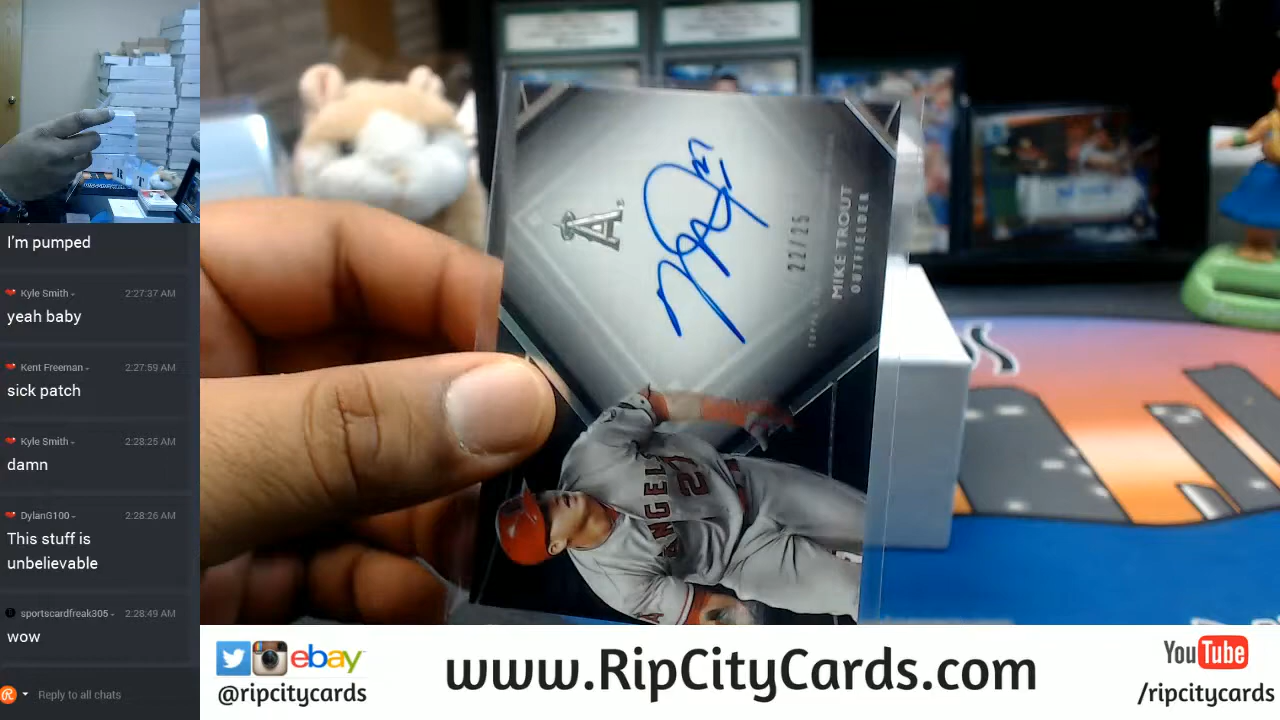 I'm pumped
Kyle Smith
2:27:37 AM
yeah baby
Kent Freeman
2:27:59 AM
sick patch
Kyle Smith
2:28:25 AM
damn
DylanG100
2:28:26 AM
This stuff is
unbelievable
sportscardfreak305
2:28:49 AM
wow
Reply to all chats
A
22/25
MIKE TROUT
OUTFIELDER
ANGELS
27
ebay
@ripcitycards
www.RipCityCards.com
YouTube
/ripcitycards